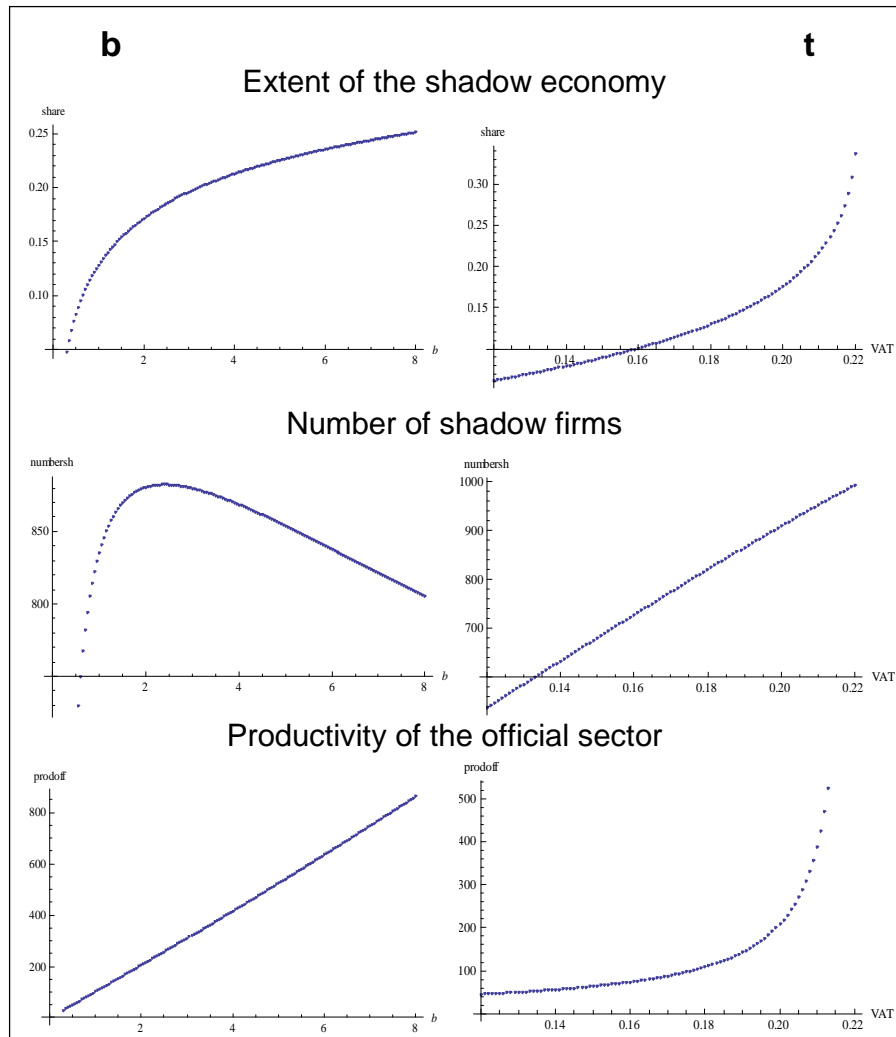 b t
Extent of the shadow economy
share
0.25
0.20
0.15
0.10
2 4 6 8 b
share
0.30
0.25
0.20
0.15
0.14 0.16 0.18 0.20 0.22 VAT
Number of shadow firms
numbersh
850
800
2 4 6 8 b
numbersh
1000
900
800
700
0.14 0.16 0.18 0.20 0.22 VAT
Productivity of the official sector
prodoff
800
600
400
200
2 4 6 8 b
prodoff
500
400
300
200
100
0.14 0.16 0.18 0.20 0.22 VAT